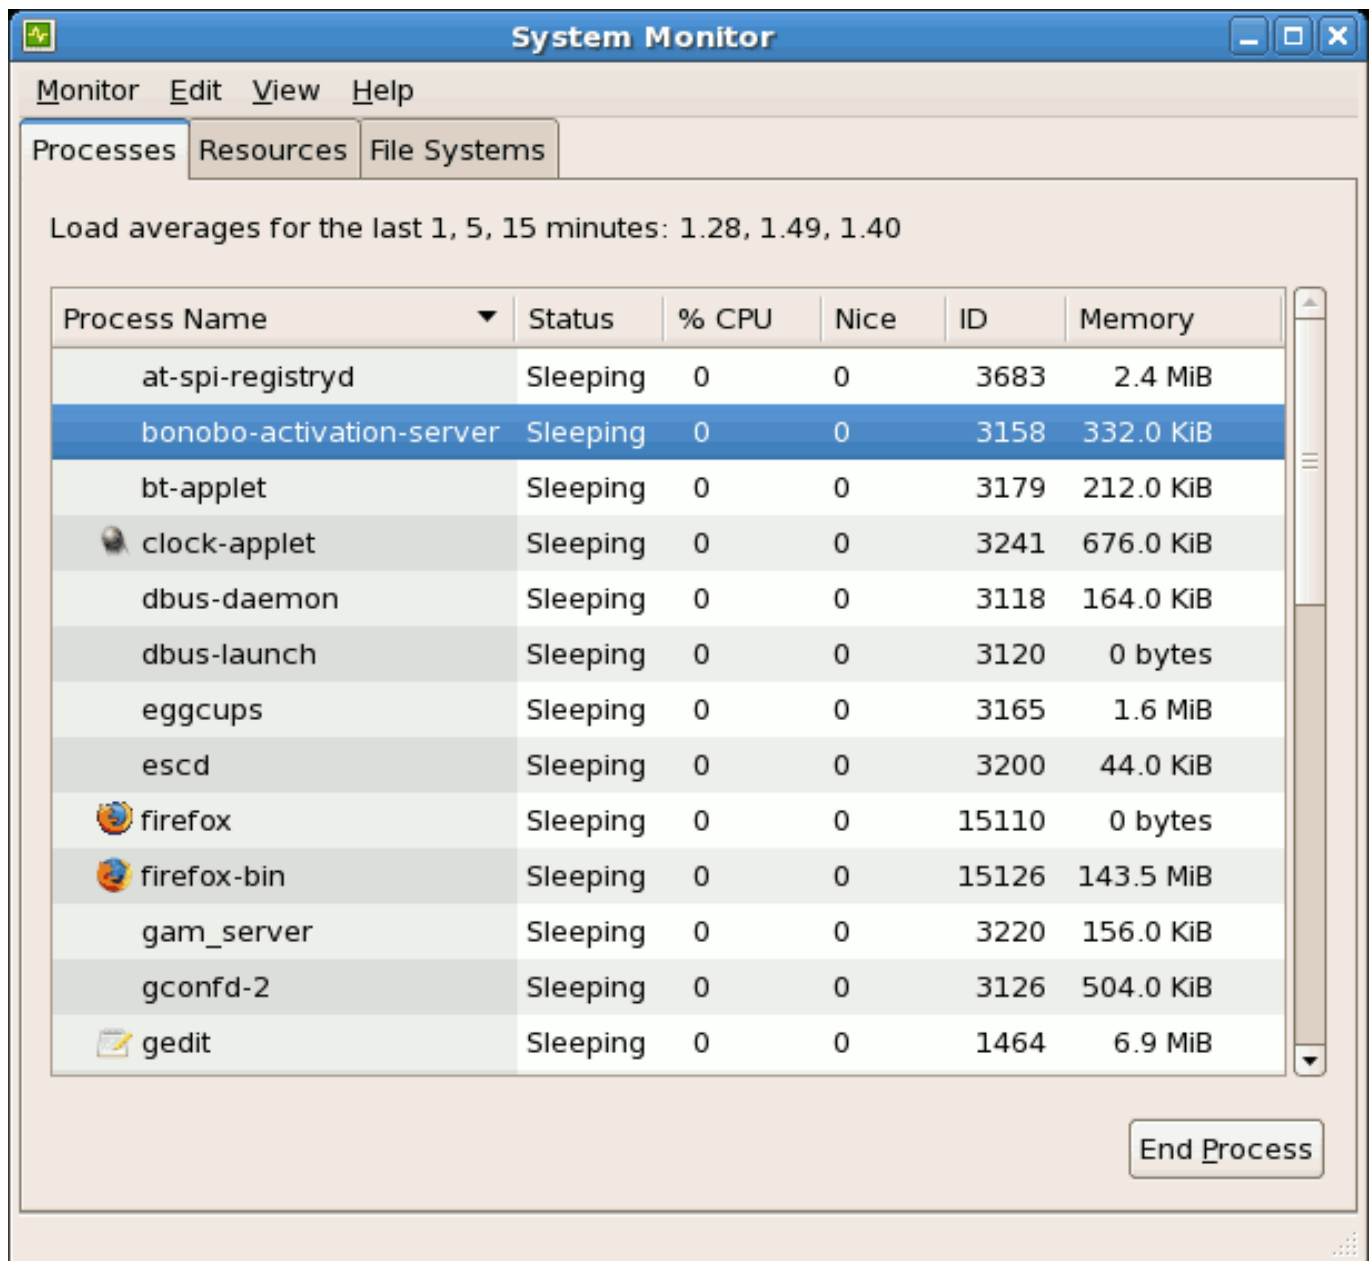 System Monitor
Monitor Edit View Help
Processes Resources File Systems
Load averages for the last 1, 5, 15 minutes: 1.28, 1.49, 1.40
Process Name Status % CPU Nice ID Memory
at-spi-registryd Sleeping 0 0 3683 2.4 MiB
bonobo-activation-server Sleeping 0 0 3158 332.0 KiB
bt-applet Sleeping 0 0 3179 212.0 KiB
clock-applet Sleeping 0 0 3241 676.0 KiB
dbus-daemon Sleeping 0 0 3118 164.0 KiB
dbus-launch Sleeping 0 0 3120 0 bytes
eggcups Sleeping 0 0 3165 1.6 MiB
escd Sleeping 0 0 3200 44.0 KiB
firefox Sleeping 0 0 15110 0 bytes
firefox-bin Sleeping 0 0 15126 143.5 MiB
gam_server Sleeping 0 0 3220 156.0 KiB
gconfd-2 Sleeping 0 0 3126 504.0 KiB
gedit Sleeping 0 0 1464 6.9 MiB
End Process